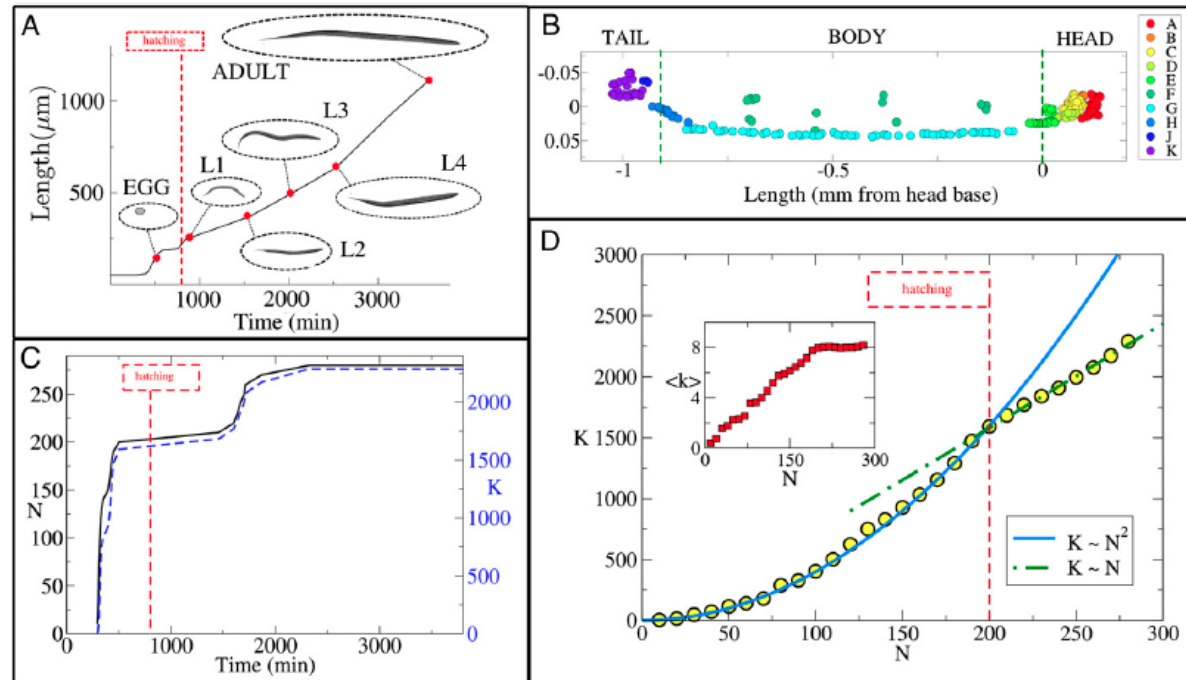 A
hatching
ADULT
L3
L1
EGG
L4
L2
Length(μm)
1000
500
1000 2000 3000
Time (min)
B
TAIL BODY HEAD
-0.05
0
0.05
-1 -0.5 0
Length (mm from head base)
A
B
C
D
E
F
G
H
J
K
C
hatching
N
250
200
150
100
50
0
K
2000
1500
1000
500
0
0 1000 2000 3000
Time (min)
D
hatching
K
3000
2500
2000
1500
1000
500
0
<k>
8
4
0
0 150 300
N
K ~ N²
K ~ N
0 50 100 150 200 250 300
N